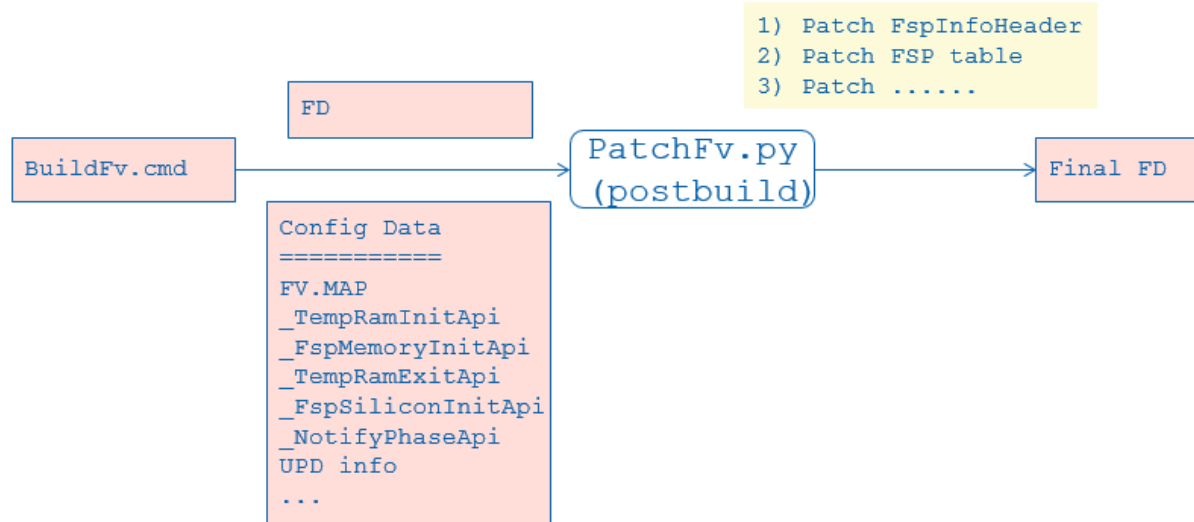 1) Patch FspInfoHeader
2) Patch FSP table
3) Patch ......
FD
BuildFv.cmd
PatchFv.py
(postbuild)
Final FD
Config Data
===========
FV.MAP
_TempRamInitApi
_FspMemoryInitApi
_TempRamExitApi
_FspSiliconInitApi
_NotifyPhaseApi
UPD info
...